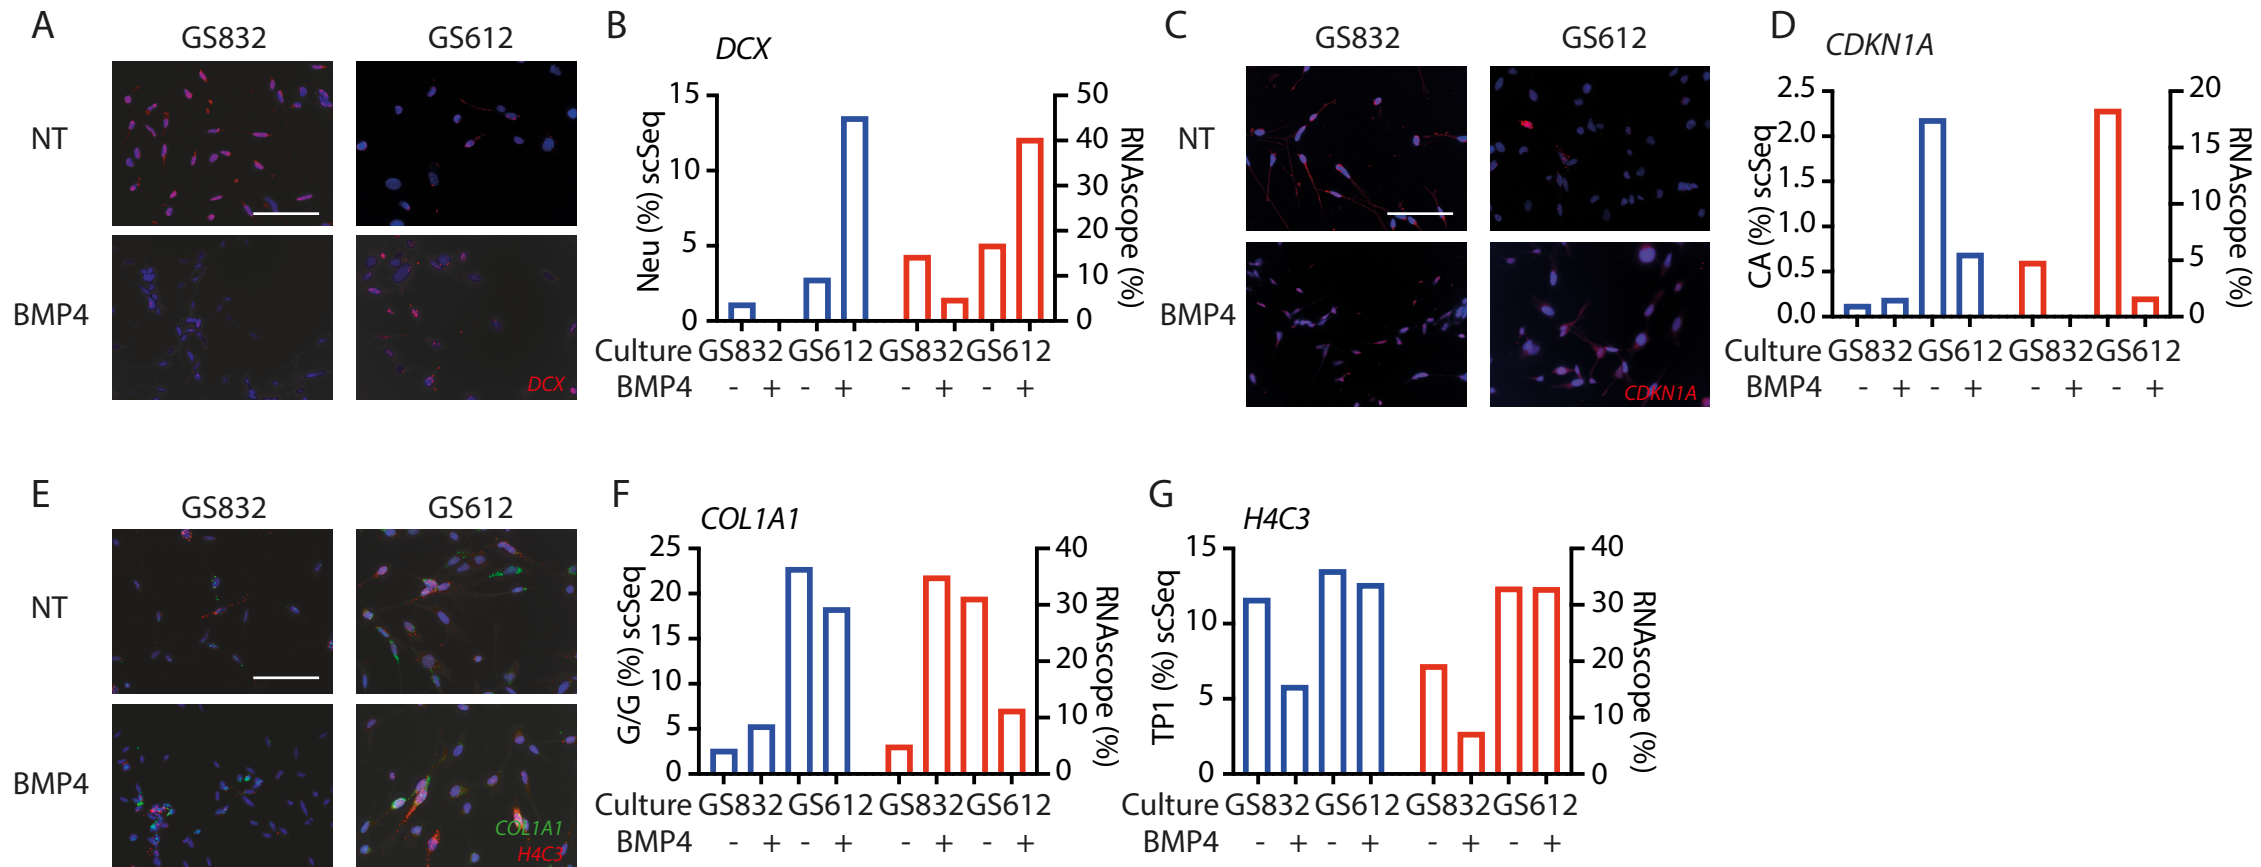 A
GS832 GS612
NT
BMP4
DCX
B
DCX
Neu (%) scSeq
15
10
5
0
RNAscope (%)
50
40
30
20
10
0
Culture GS832 GS612 GS832 GS612
BMP4 - + - + - + - +
C
GS832 GS612
NT
BMP4
CDKN1A
D
CDKN1A
CA (%) scSeq
2.5
2.0
1.5
1.0
0.5
0.0
RNAscope (%)
20
15
10
5
0
Culture GS832 GS612 GS832 GS612
BMP4 - + - + - + - +
E
GS832 GS612
NT
BMP4
COL1A1
H4C3
F
COL1A1
G/G (%) scSeq
25
20
15
10
5
0
RNAscope (%)
40
30
20
10
0
Culture GS832 GS612 GS832 GS612
BMP4 - + - + - + - +
G
H4C3
TP1 (%) scSeq
15
10
5
0
RNAscope (%)
40
30
20
10
0
Culture GS832 GS612 GS832 GS612
BMP4 - + - + - + - +